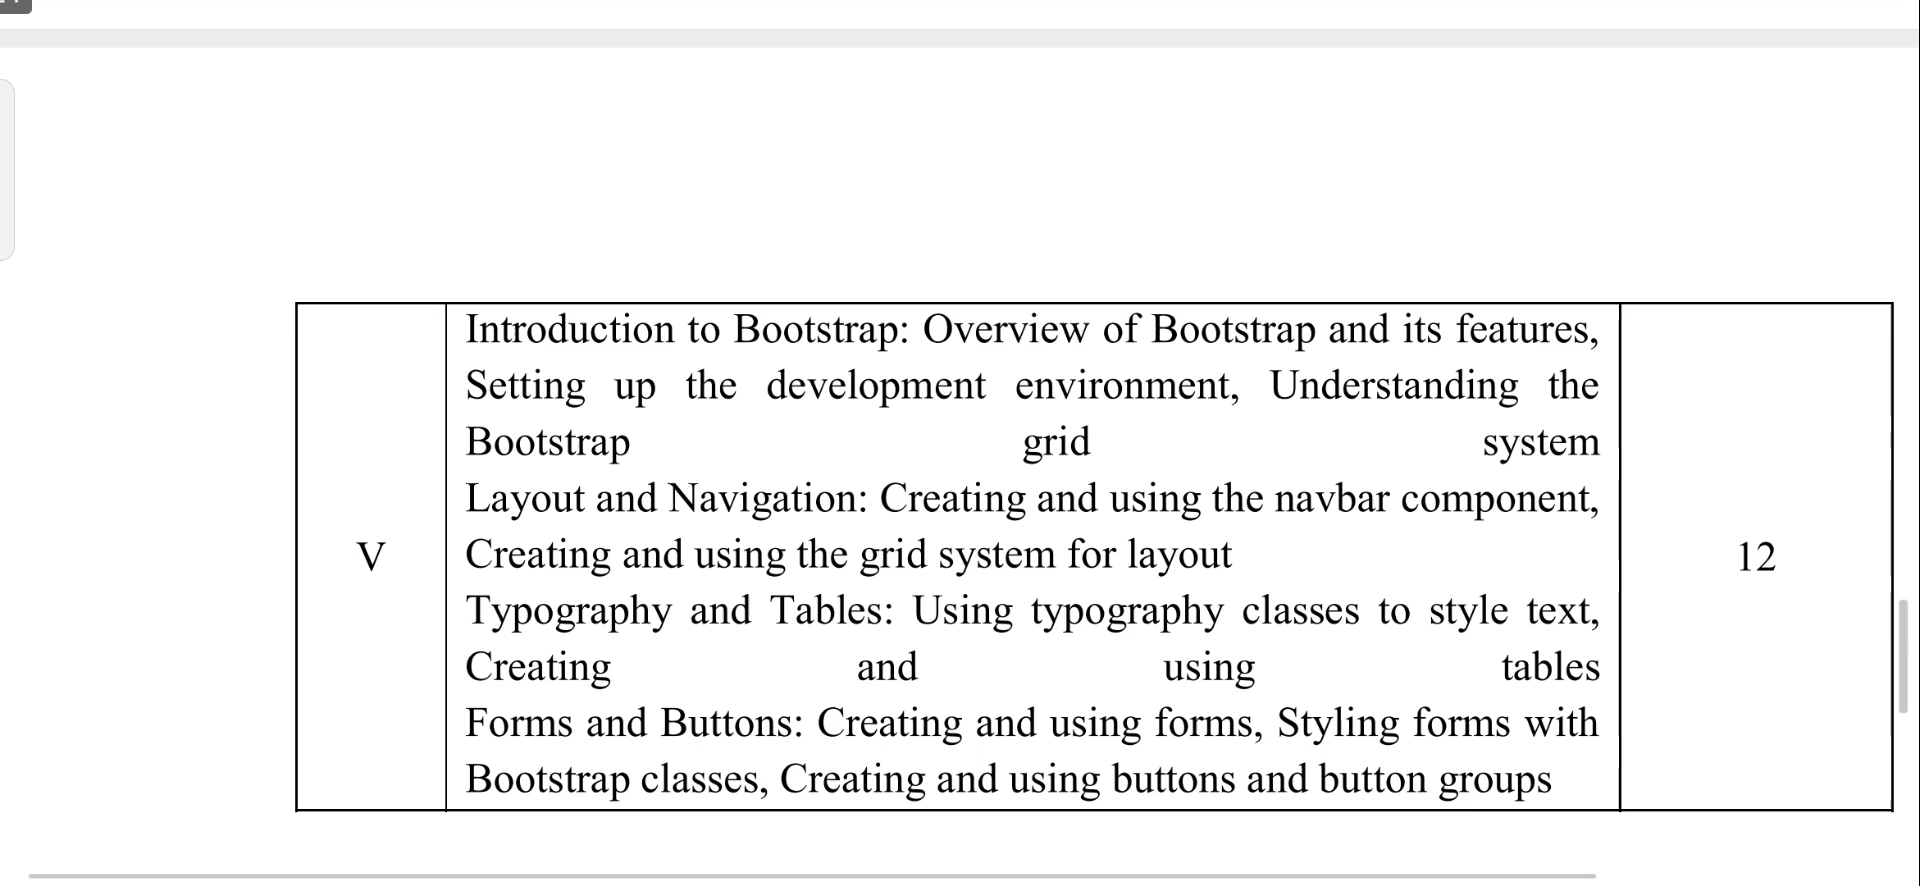 Introduction to Bootstrap: Overview of Bootstrap and its features,
Setting up the development environment, Understanding the
Bootstrap grid system
Layout and Navigation: Creating and using the navbar component,
V
Creating and using the grid system for layout
12
Typography and Tables: Using typography classes to style text,
Creating and using tables
Forms and Buttons: Creating and using forms, Styling forms with
Bootstrap classes, Creating and using buttons and button groups